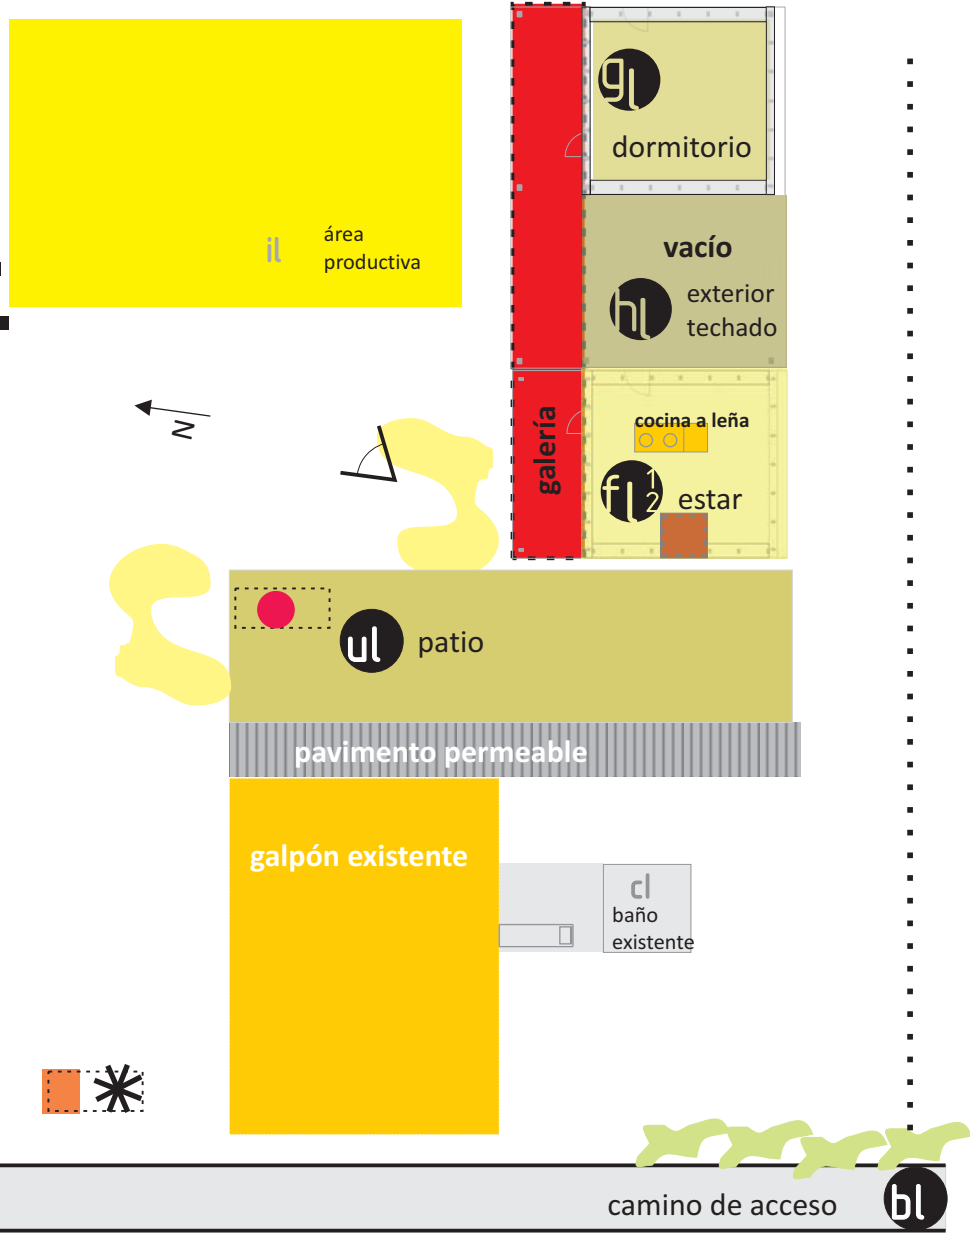 gl
dormitorio
il
área
productiva
vacío
hl
exterior
techado
N
galería
cocina a leña
fl 1
2
estar
ul
patio
pavimento permeable
galpón existente
cl
baño
existente
camino de acceso
bl